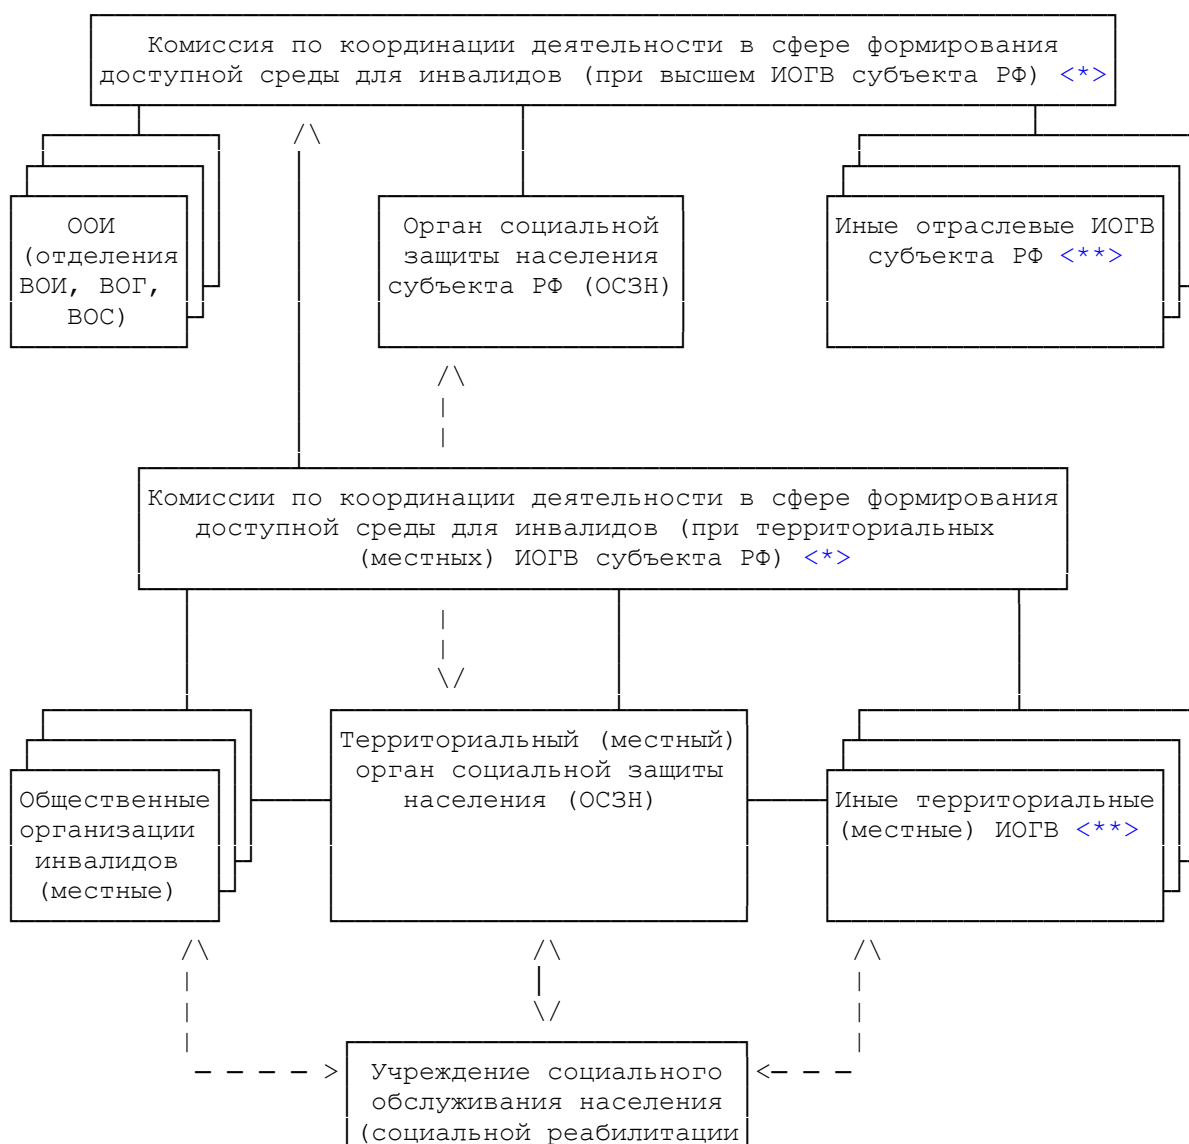 Комиссия по координации деятельности в сфере формирования
доступной среды для инвалидов (при высшем ИОГВ субъекта РФ) <*>
ООИ
(отделения
ВОИ, ВОГ,
ВОС)
Орган социальной
защиты населения
субъекта РФ (ОСЗН)
Иные отраслевые ИОГВ
субъекта РФ <**>
Комиссии по координации деятельности в сфере формирования
доступной среды для инвалидов (при территориальных
(местных) ИОГВ субъекта РФ) <*>
Общественные
организации
инвалидов
(местные)
Территориальный (местный)
орган социальной защиты
населения (ОСЗН)
Иные территориальные
(местные) ИОГВ <**>
Учреждение социального
обслуживания населения
(социальной реабилитации